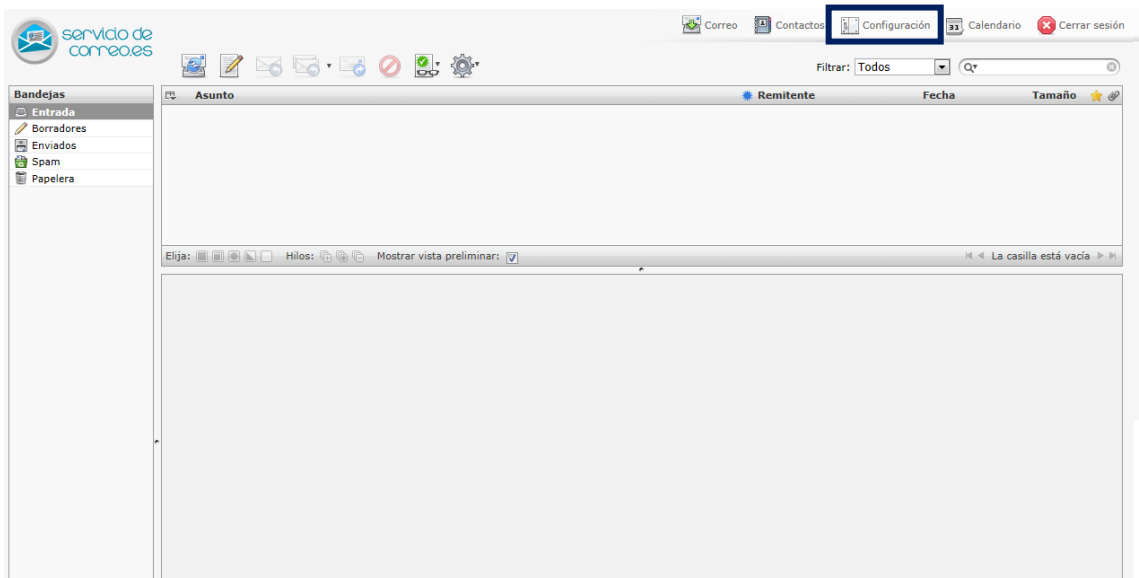 servicio de
correo.es
Correo Contactos Configuración 31 Calendario Cerrar sesión
Filtrar: Todos
Bandejas
Entrada
Borradores
Enviados
Spam
Papelera
Asunto Remitente Fecha Tamaño
Elija: Hilos: Mostrar vista preliminar: La casilla está vacía